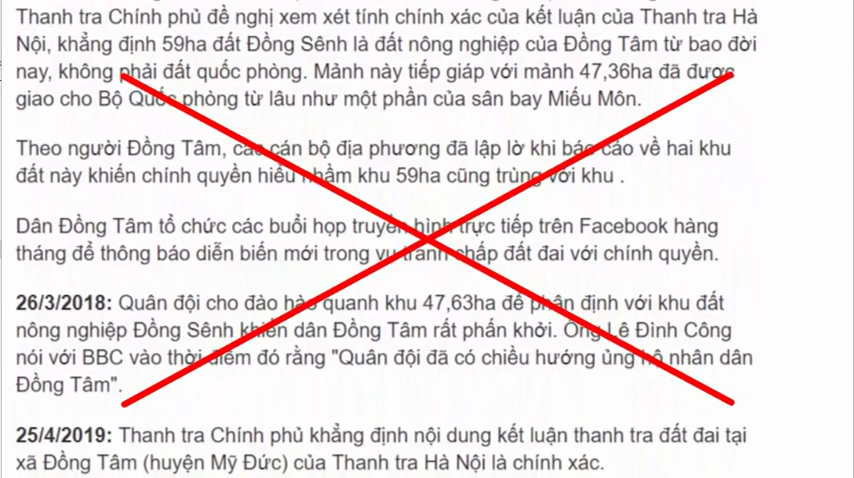 Thanh tra Chính phủ đề nghị xem xét tính chính xác của kết luận của Thanh tra Hà
Nội, khẳng định 59ha đất Đồng Sênh là đất nông nghiệp của Đồng Tâm từ bao đời
nay, không phải đất quốc phòng. Mảnh này tiếp giáp với mảnh 47,36ha đã được
giao cho Bộ Quốc phòng từ lâu như một phần của sân bay Miếu Môn.
Theo người Đồng Tâm, các cán bộ địa phương đã lập lờ khi báo cáo về hai khu
đất này khiến chính quyền hiểu nhầm khu 59ha cũng trùng với khu .
Dân Đồng Tâm tổ chức các buổi họp truyền hình trực tiếp trên Facebook hàng
tháng để thông báo diễn biến mới trong vụ tranh chấp đất đai với chính quyền.
26/3/2018: Quân đội cho đào hào quanh khu 47,63ha để phân định với khu đất
nông nghiệp Đồng Sênh khiến dân Đồng Tâm rất phấn khởi. Ông Lê Đình Công
nói với BBC vào thời điểm đó rằng "Quân đội đã có chiều hướng ủng hộ nhân dân
Đồng Tâm".
25/4/2019: Thanh tra Chính phủ khẳng định nội dung kết luận thanh tra đất đai tại
xã Đồng Tâm (huyện Mỹ Đức) của Thanh tra Hà Nội là chính xác.